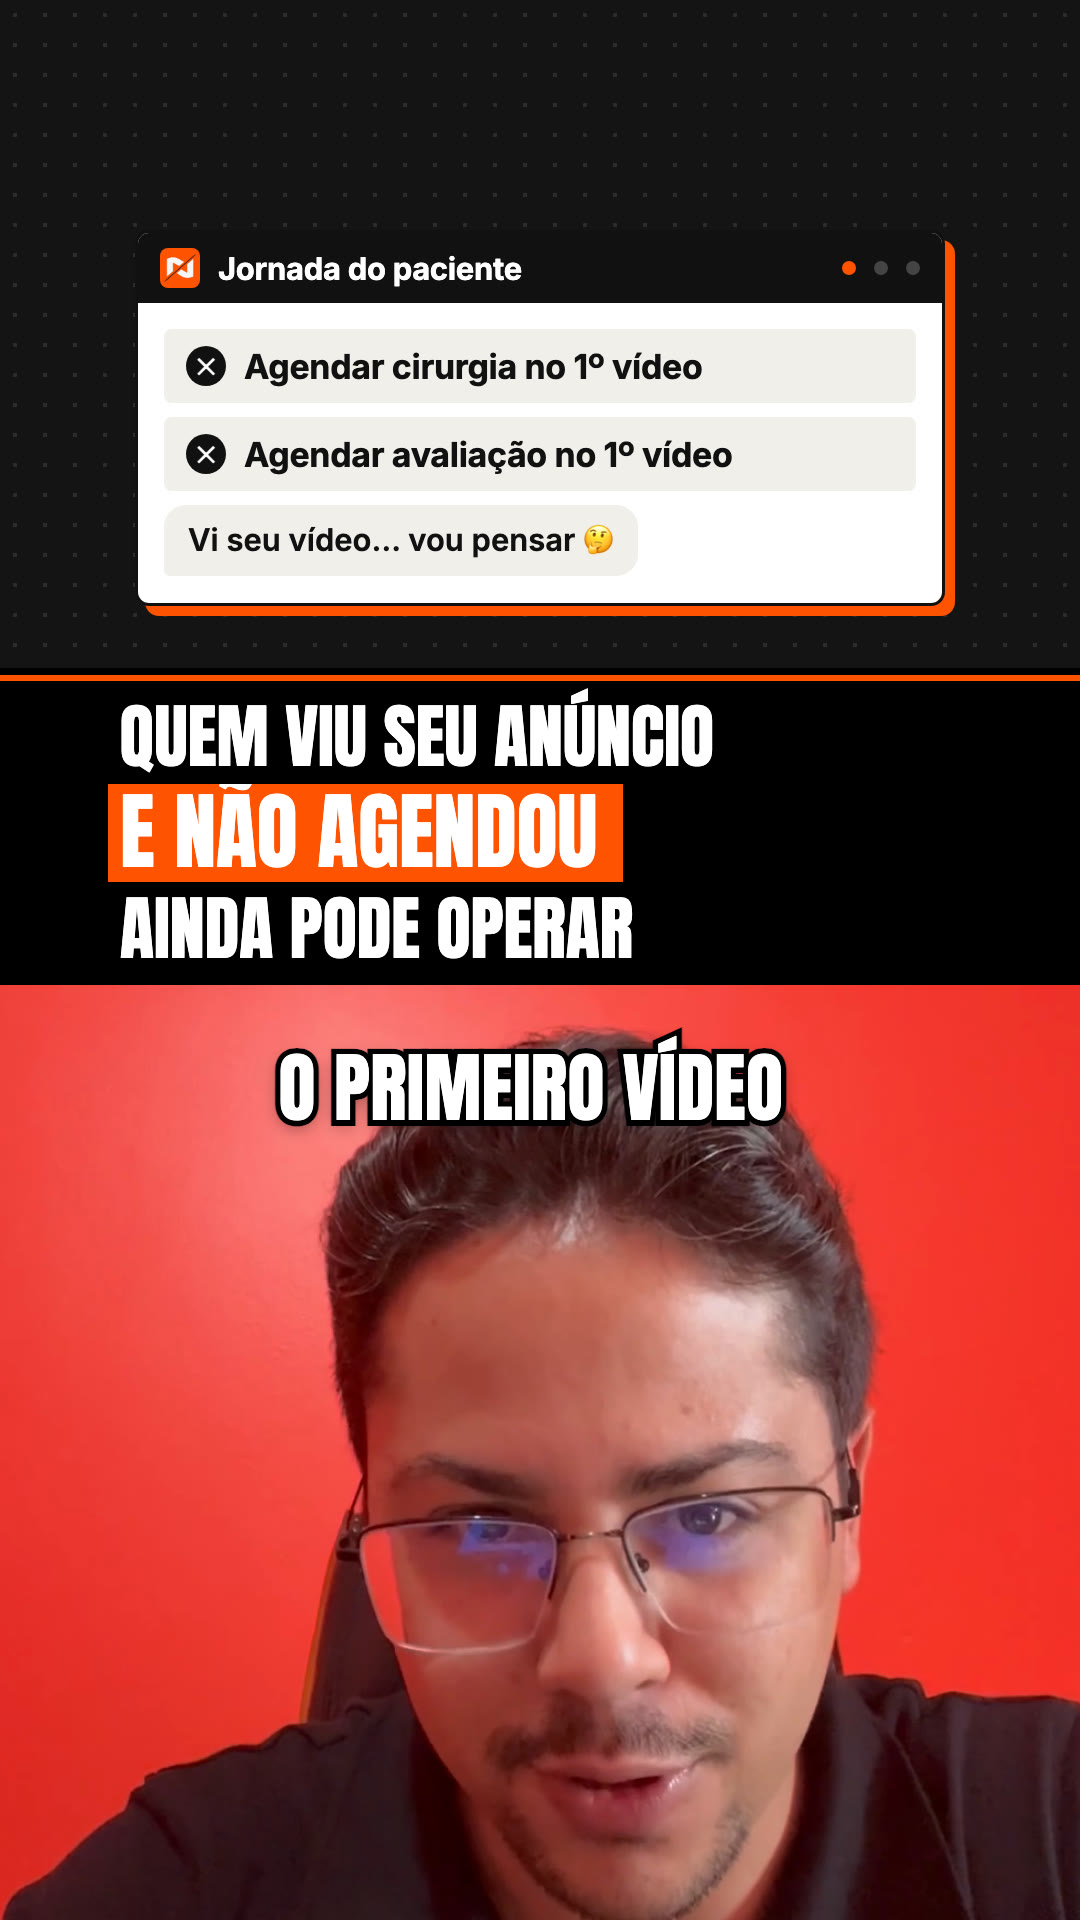 Jornada do paciente
Agendar cirurgia no 1º vídeo
Agendar avaliação no 1º vídeo
Vi seu vídeo... vou pensar 🤔
QUEM VIU SEU ANÚNCIO
E NÃO AGENDOU
AINDA PODE OPERAR
O PRIMEIRO VÍDEO